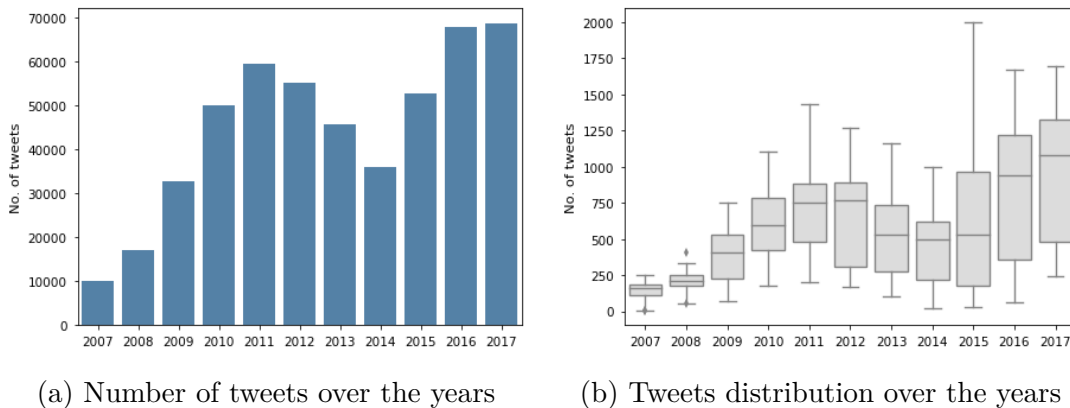 70000
60000
50000
40000
30000
20000
10000
0
No. of tweets
2007 2008 2009 2010 2011 2012 2013 2014 2015 2016 2017
2000
1750
1500
1250
1000
750
500
250
0
No. of tweets
2007 2008 2009 2010 2011 2012 2013 2014 2015 2016 2017
(a) Number of tweets over the years
(b) Tweets distribution over the years